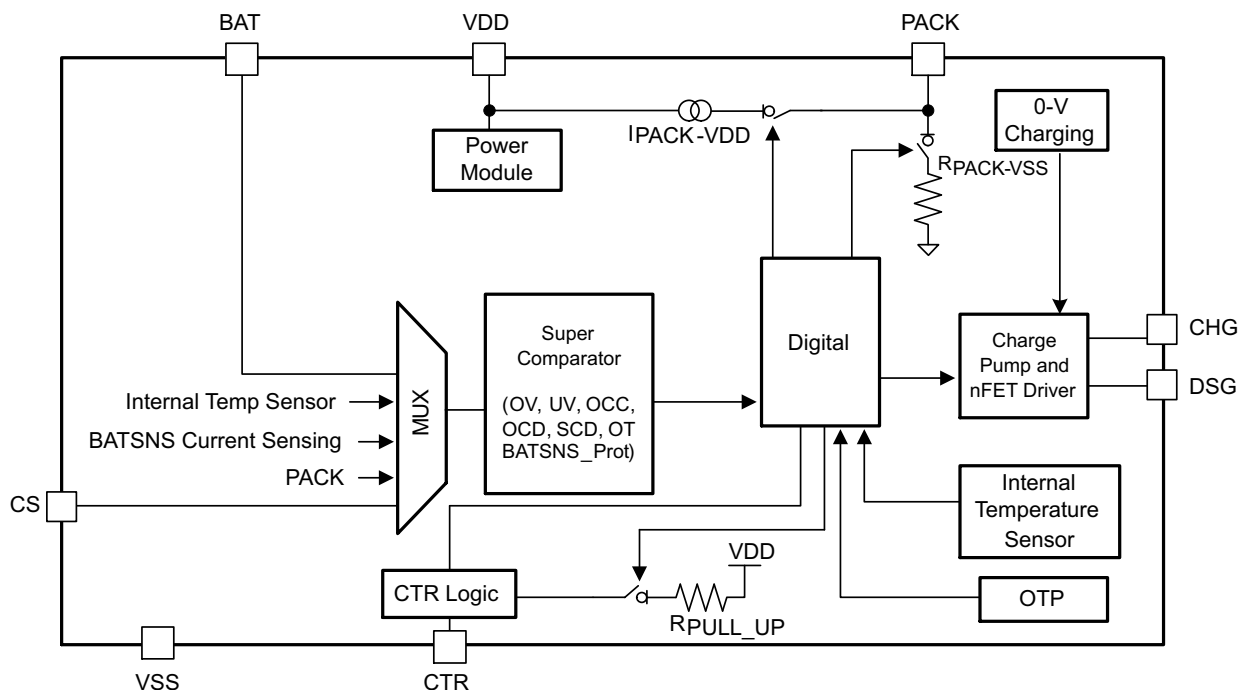 BAT
VDD
PACK
0-V
Charging
IPACK-VDD
Power
Module
RPACK-VSS
Super
Comparator
(OV, UV, OCC,
OCD, SCD, OT
BATSNS_Prot)
Digital
Charge
Pump and
nFET Driver
CHG
DSG
Internal Temp Sensor
BATSNS Current Sensing
PACK
MUX
CS
Internal
Temperature
Sensor
VDD
CTR Logic
RPULL_UP
OTP
VSS
CTR